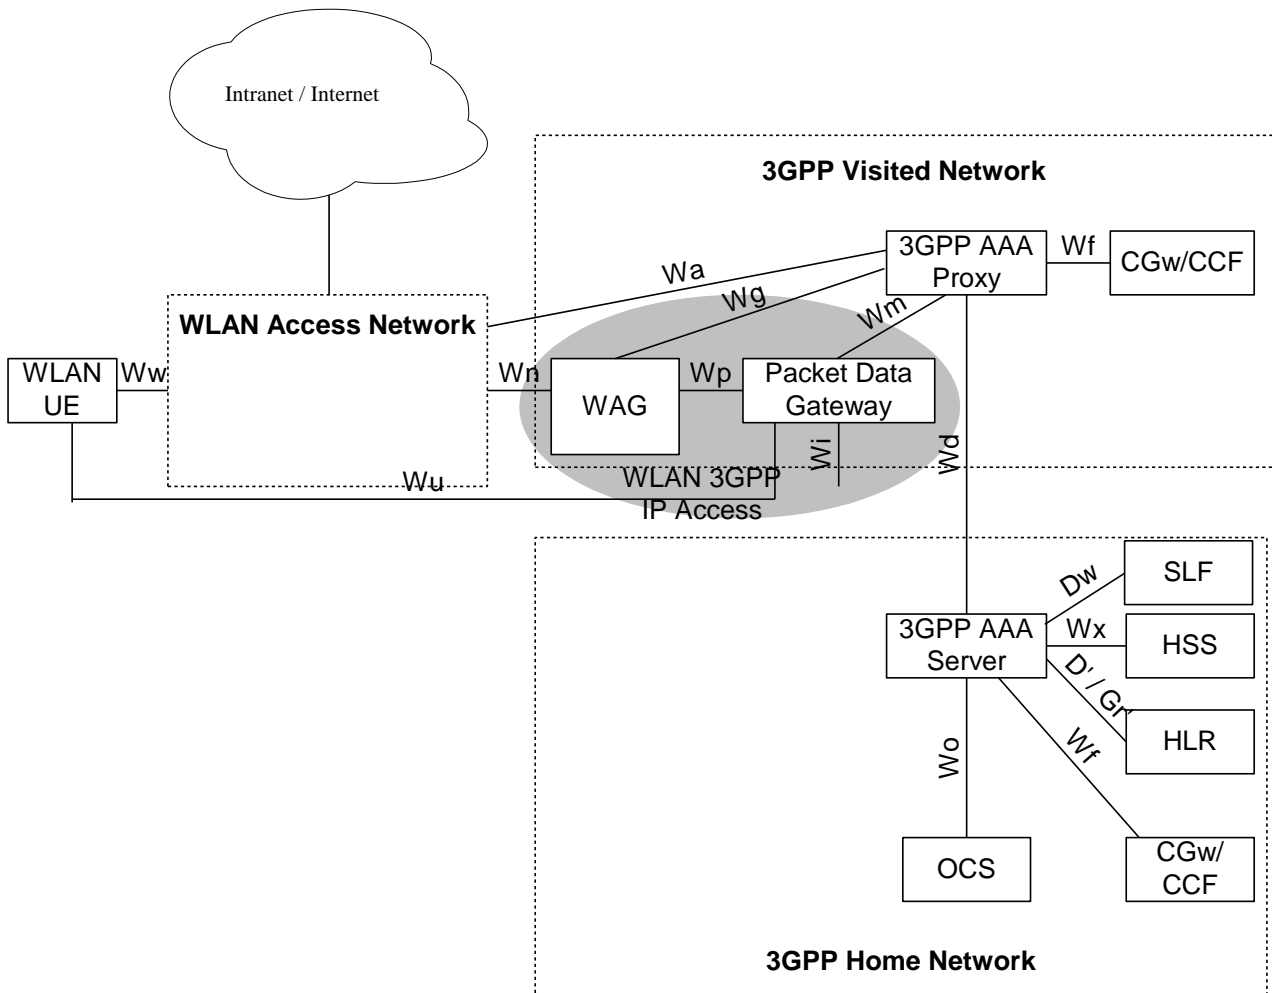 Intranet / Internet
3GPP Visited Network
3GPP AAA
Proxy
Wf
CGw/CCF
Wa
Wg
Wm
WLAN Access Network
WLAN
UE
Ww
Wn
WAG
Wp
Packet Data
Gateway
Wi
Wd
Wu
WLAN 3GPP
IP Access
SLF
Dw
3GPP AAA
Server
Wx
HSS
D' / Gr'
HLR
Wf
Wo
OCS
CGw/
CCF
3GPP Home Network